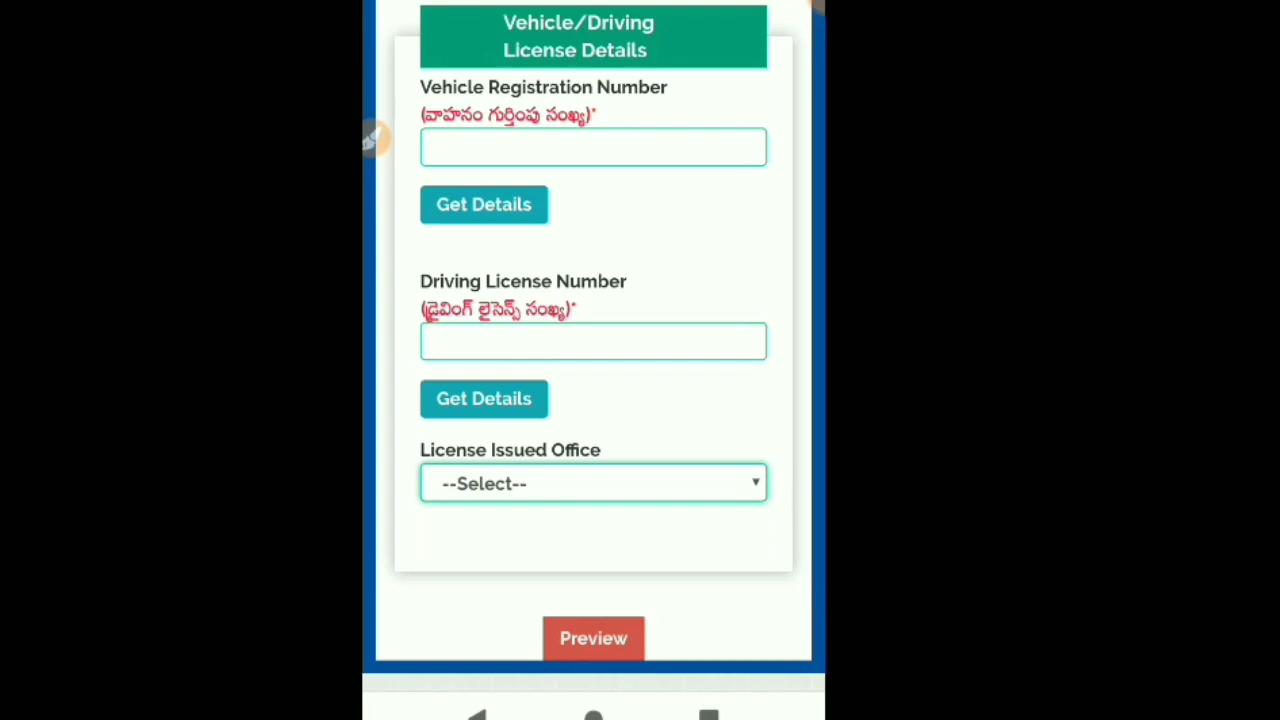 Vehicle/Driving
License Details
Vehicle Registration Number
(వాహనం గుర్తింపు సంఖ్య)*
Get Details
Driving License Number
(డ్రైవింగ్ లైసెన్స్ సంఖ్య)*
Get Details
License Issued Office
--Select--
Preview